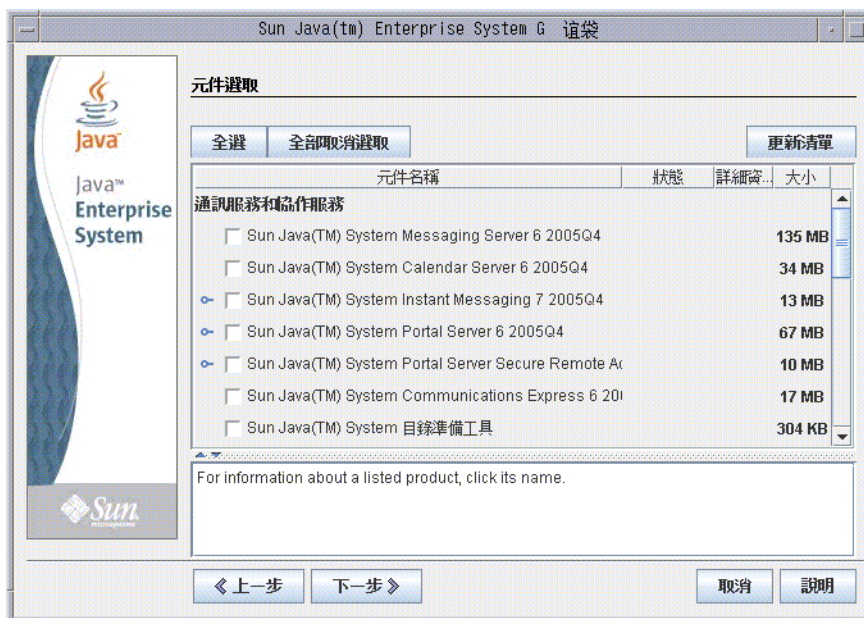 Sun Java(tm) Enterprise System G 誼袋
Java
Java™
Enterprise
System
Sun
microsystems
元件選取
全選 全部取消選取 更新清單
元件名稱 狀態 詳細資... 大小
通訊服務和協作服務
Sun Java(TM) System Messaging Server 6 2005Q4 135 MB
Sun Java(TM) System Calendar Server 6 2005Q4 34 MB
Sun Java(TM) System Instant Messaging 7 2005Q4 13 MB
Sun Java(TM) System Portal Server 6 2005Q4 67 MB
Sun Java(TM) System Portal Server Secure Remote Ac 10 MB
Sun Java(TM) System Communications Express 6 200 17 MB
Sun Java(TM) System 目錄準備工具 304 KB
For information about a listed product, click its name.
上一步 下一步 取消 說明